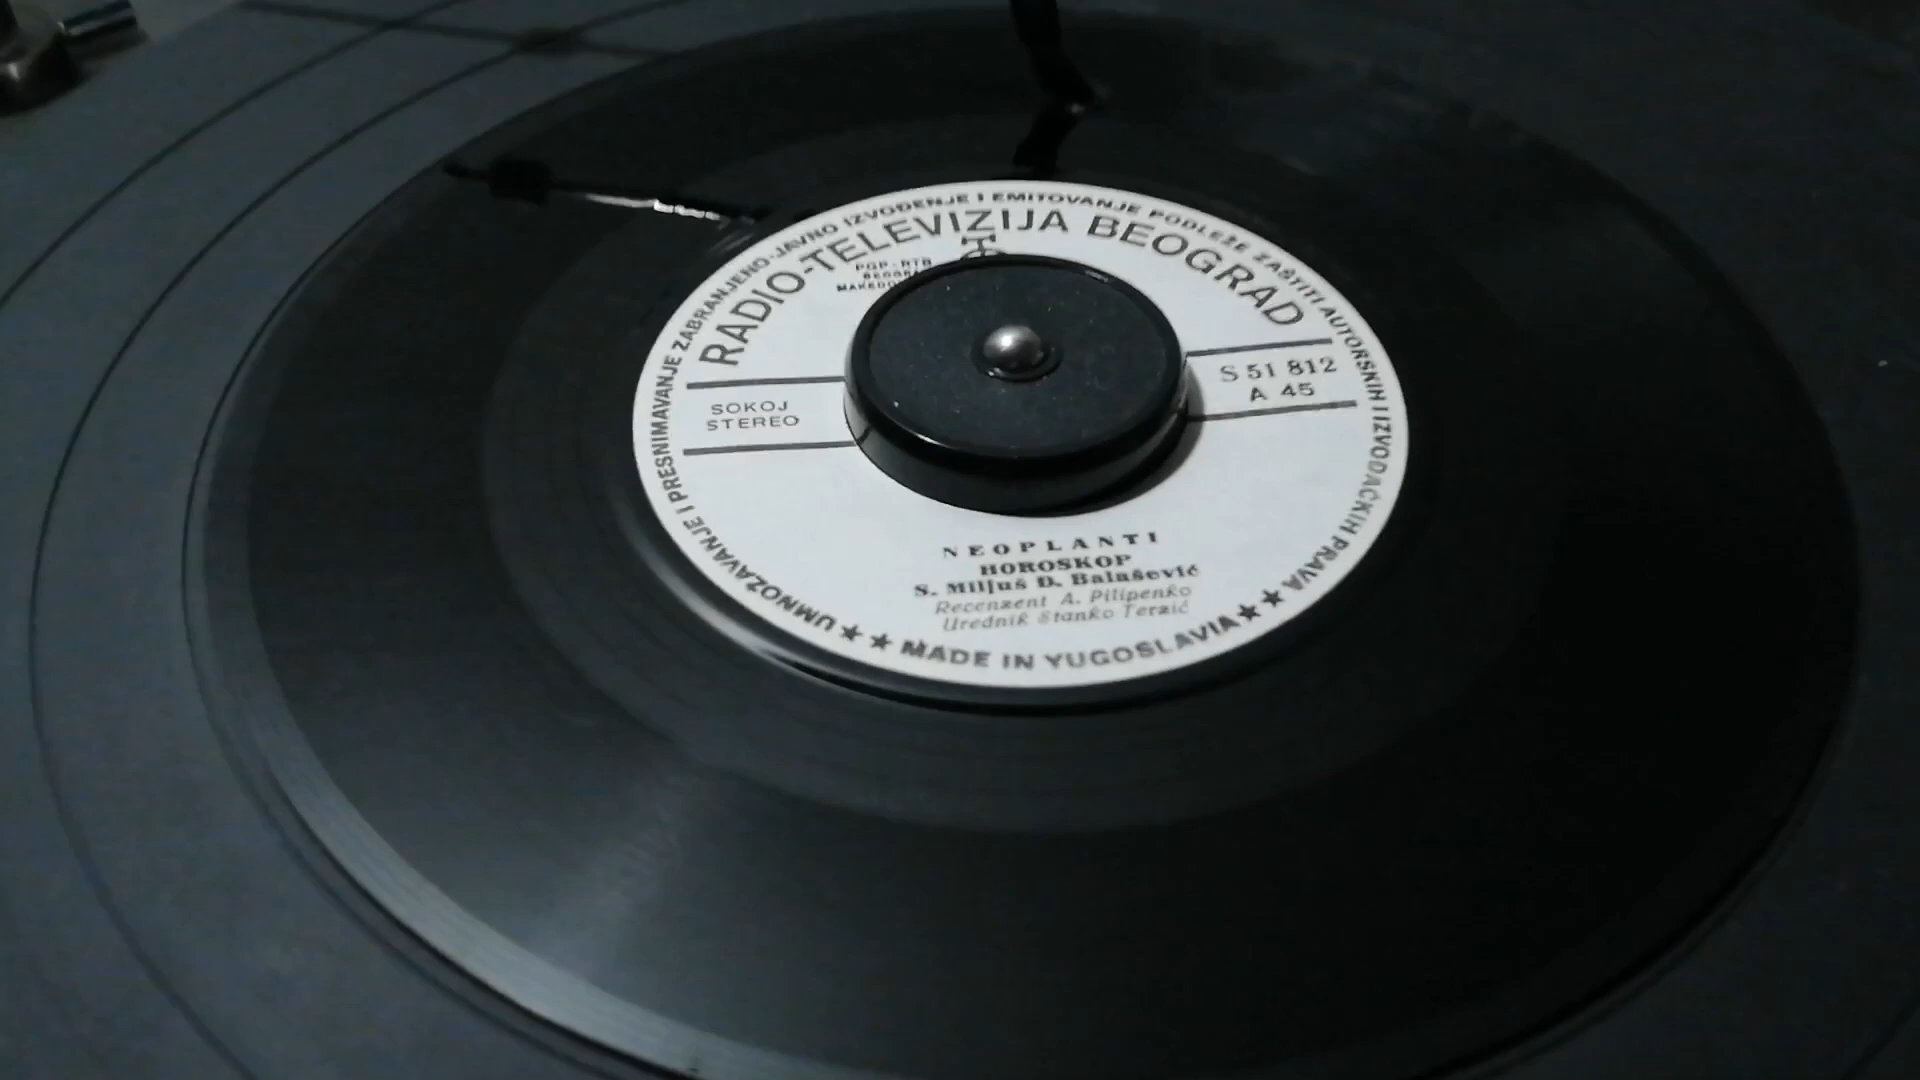 UMNOŽAVANJE I PRESNIMAVANJE ZABRANJENO-JAVNO IZVOĐENJE I EMITOVANJE PODLEŽE ZAŠTITI AUTORSKIH I IZVOĐAČKIH PRAVA
RADIO-TELEVIZIJA BEOGRAD
PGP-RTB
SOKOJ
STEREO
S 51 812
A 45
NEOPLANTI
HOROSKOP
S. Miljuš Đ. Balašević
Recenzent A. Pilipenko
Urednik Stanko Terzić
★★ MADE IN YUGOSLAVIA ★★